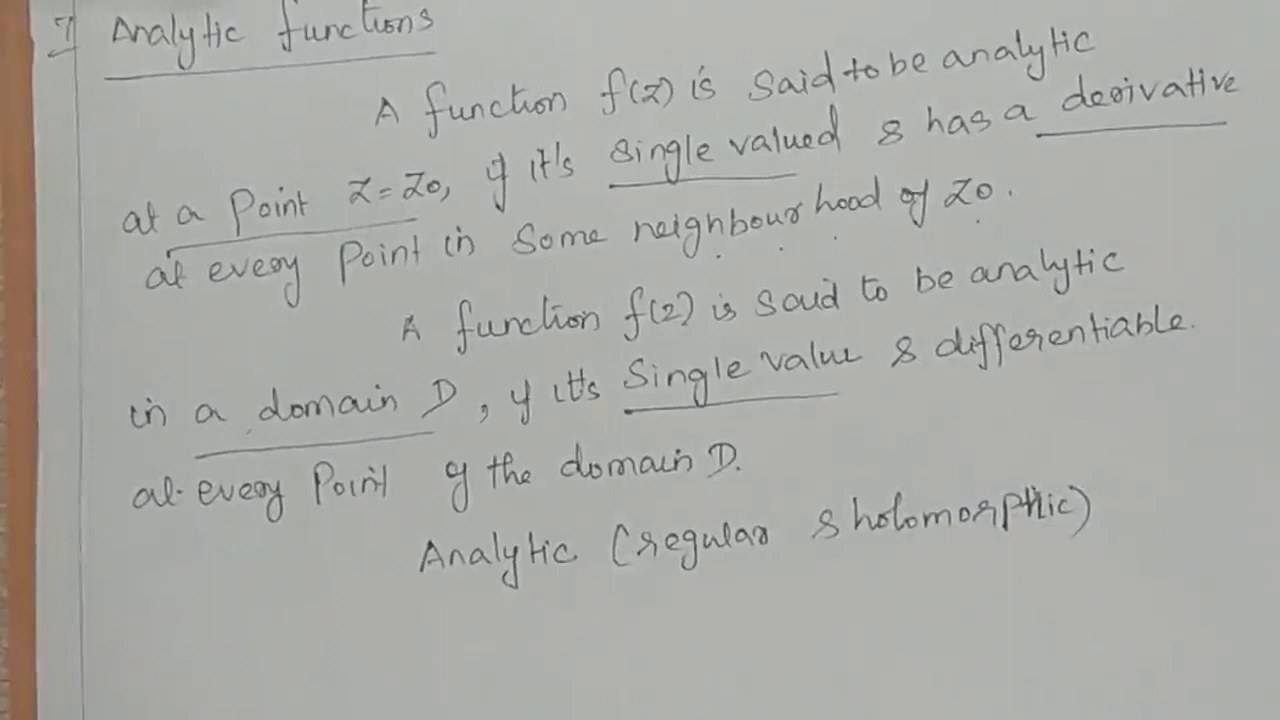 7 Analytic functions
A function f(z) is said to be analytic
at a Point z=z0, if it's single valued & has a derivative
at every Point in some neighbourhood of z0.
A function f(z) is said to be analytic
in a domain D, if it's single value & differentiable.
at every Point of the domain D.
Analytic (regular & holomorphic)